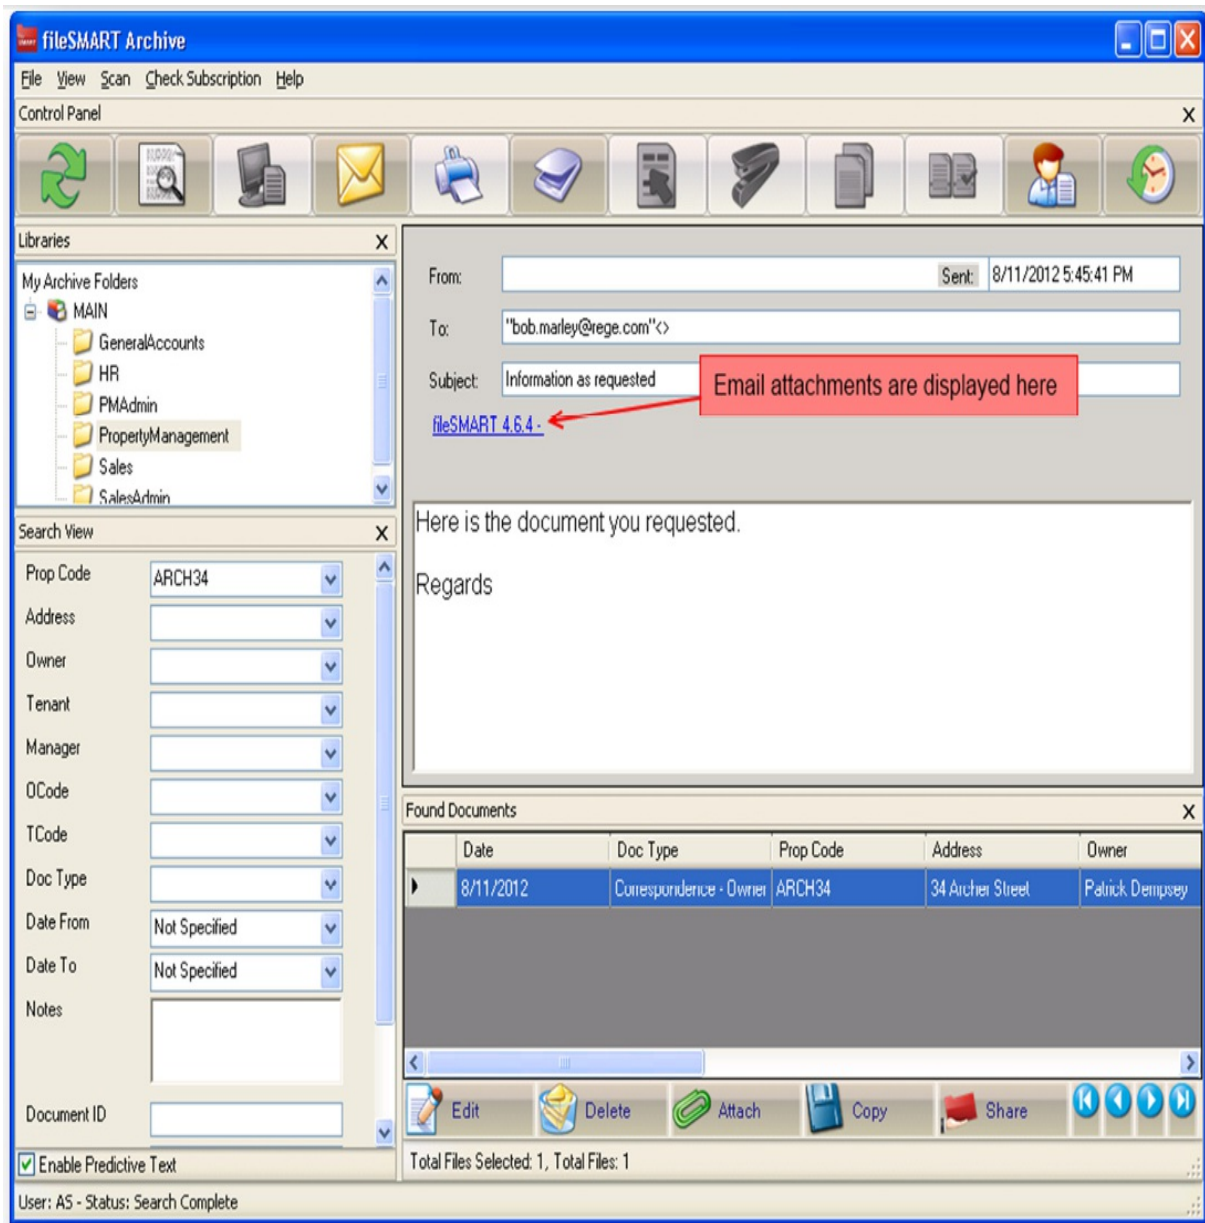 fileSMART Archive
File View Scan Check Subscription Help
Control Panel
Libraries
My Archive Folders
MAIN
GeneralAccounts
HR
PMAdmin
PropertyManagement
Sales
SalesAdmin
Search View
Prop Code ARCH34
Address
Owner
Tenant
Manager
OCode
TCode
Doc Type
Date From Not Specified
Date To Not Specified
Notes
Document ID
Enable Predictive Text
From: Sent: 8/11/2012 5:45:41 PM
To: "bob.marley@rege.com"<>
Subject: Information as requested
Email attachments are displayed here
fileSMART 4.6.4 -
Here is the document you requested.
Regards
Found Documents
Date Doc Type Prop Code Address Owner
8/11/2012 Correspondence - Owner ARCH34 34 Archer Street Patrick Dempsey
Edit Delete Attach Copy Share
Total Files Selected: 1, Total Files: 1
User: AS - Status: Search Complete